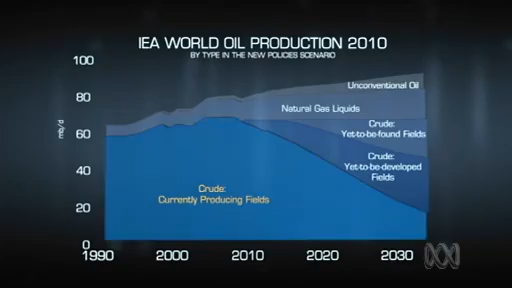 IEA WORLD OIL PRODUCTION 2010
BY TYPE IN THE NEW POLICIES SCENARIO
100
80
60
40
20
0
mb/d
Unconventional Oil
Natural Gas Liquids
Crude:
Yet-to-be-found Fields
Crude:
Yet-to-be-developed
Fields
Crude:
Currently Producing Fields
1990
2000
2010
2020
2030